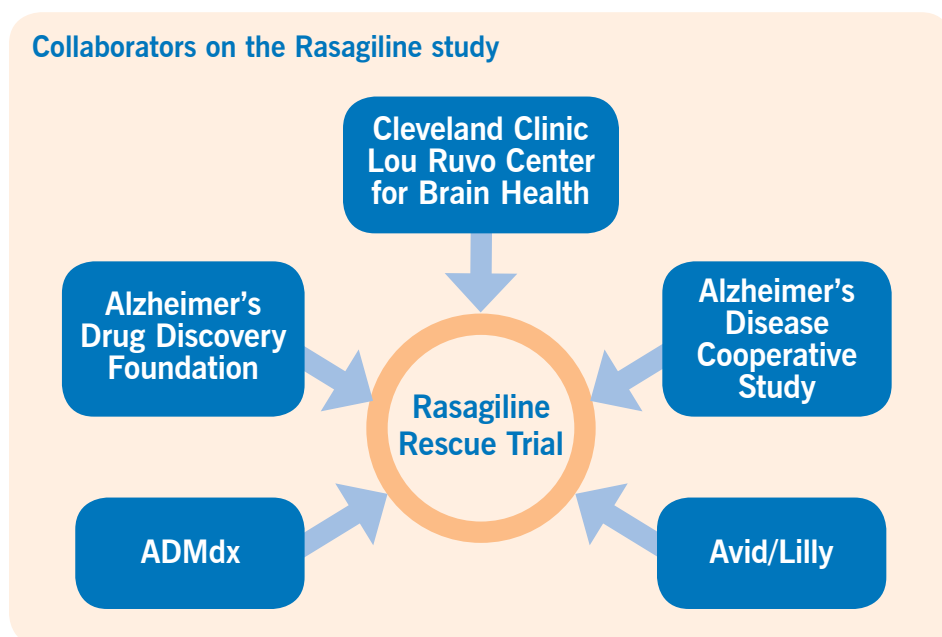 Collaborators on the Rasagiline study
Cleveland Clinic
Lou Ruvo Center
for Brain Health
Alzheimer’s
Drug Discovery
Foundation
Alzheimer’s
Disease
Cooperative
Study
Rasagiline
Rescue Trial
ADMdx
Avid/Lilly